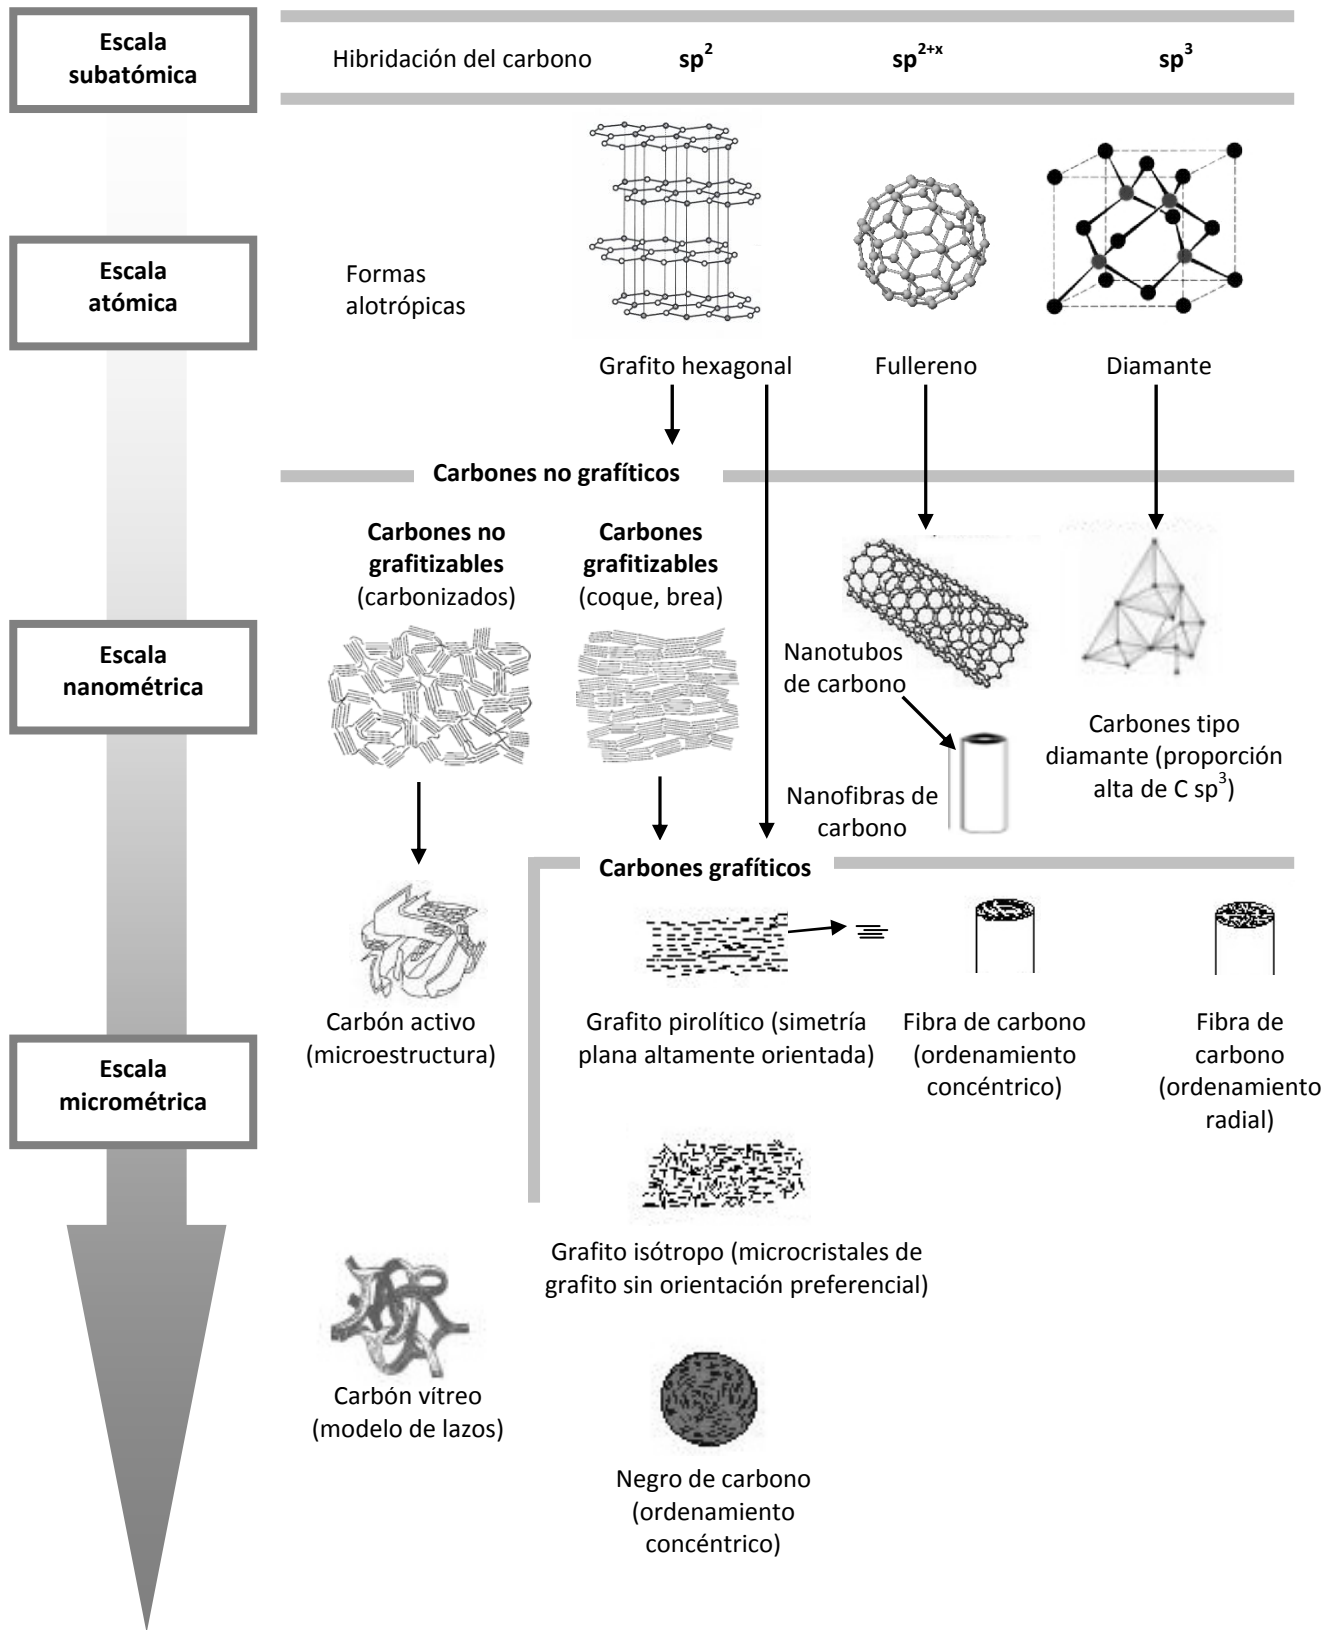 Escala
subatómica
Hibridación del carbono
sp²
sp²⁺ˣ
sp³
Escala
atómica
Formas
alotrópicas
Grafito hexagonal
Fullereno
Diamante
Carbones no grafíticos
Carbones no
grafitizables
(carbonizados)
Carbones
grafitizables
(coque, brea)
Escala
nanométrica
Nanotubos
de carbono
Nanofibras de
carbono
Carbones tipo
diamante (proporción
alta de C sp³)
Carbones grafíticos
Carbón activo
(microestructura)
Grafito pirolítico (simetría
plana altamente orientada)
Fibra de carbono
(ordenamiento
concéntrico)
Fibra de
carbono
(ordenamiento
radial)
Escala
micrométrica
Grafito isótropo (microcristales de
grafito sin orientación preferencial)
Carbón vítreo
(modelo de lazos)
Negro de carbono
(ordenamiento
concéntrico)